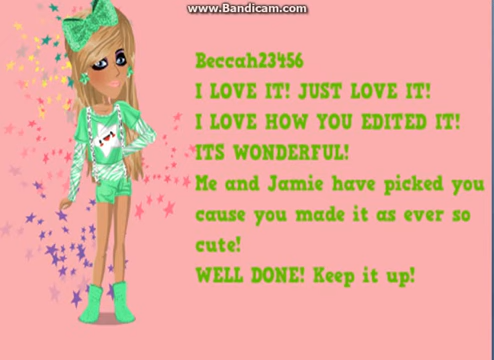 www.Bandicam.com
Beccah23456
I LOVE IT! JUST LOVE IT!
I LOVE HOW YOU EDITED IT!
ITS WONDERFUL!
Me and Jamie have picked you
cause you made it as ever so
cute!
WELL DONE! Keep it up!